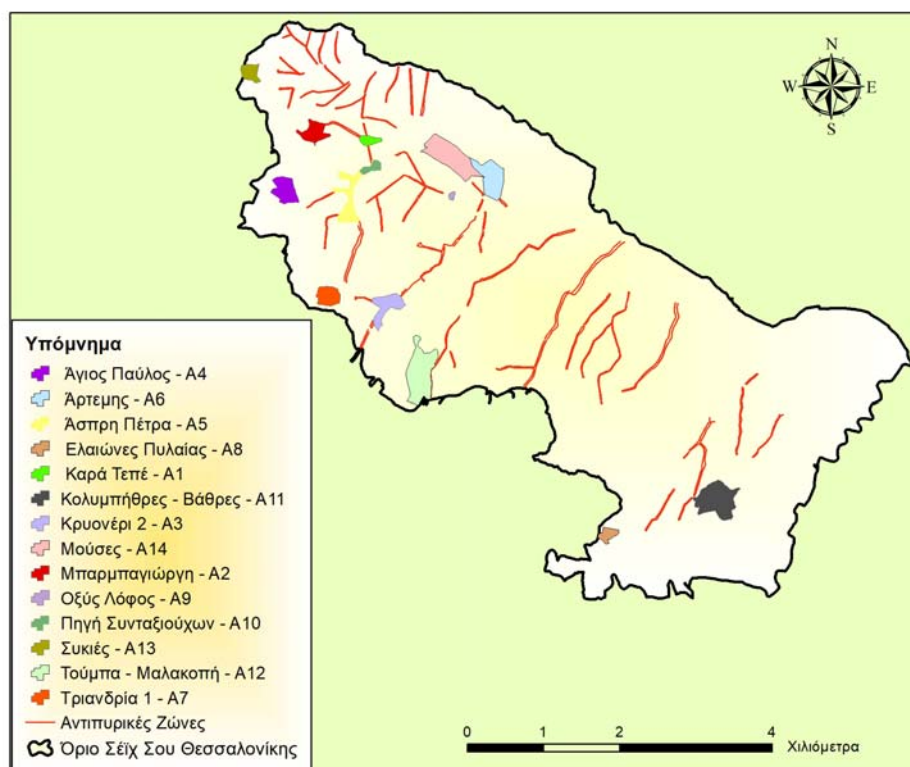 N
W E
S
Υπόμνημα
Άγιος Παύλος - Α4
Άρτεμης - Α6
Άσπρη Πέτρα - Α5
Ελαιώνες Πυλαίας - Α8
Καρά Τεπέ - Α1
Κολυμπήθρες - Βάθρες - Α11
Κρυονέρι 2 - Α3
Μούσες - Α14
Μπαρμπαγιώργη - Α2
Οξύς Λόφος - Α9
Πηγή Συνταξιούχων - Α10
Συκιές - Α13
Τούμπα - Μαλακοπή - Α12
Τριανδρία 1 - Α7
Αντιπυρικές Ζώνες
Όριο Σέϊχ Σου Θεσσαλονίκης
0 1 2 4
Χιλιόμετρα